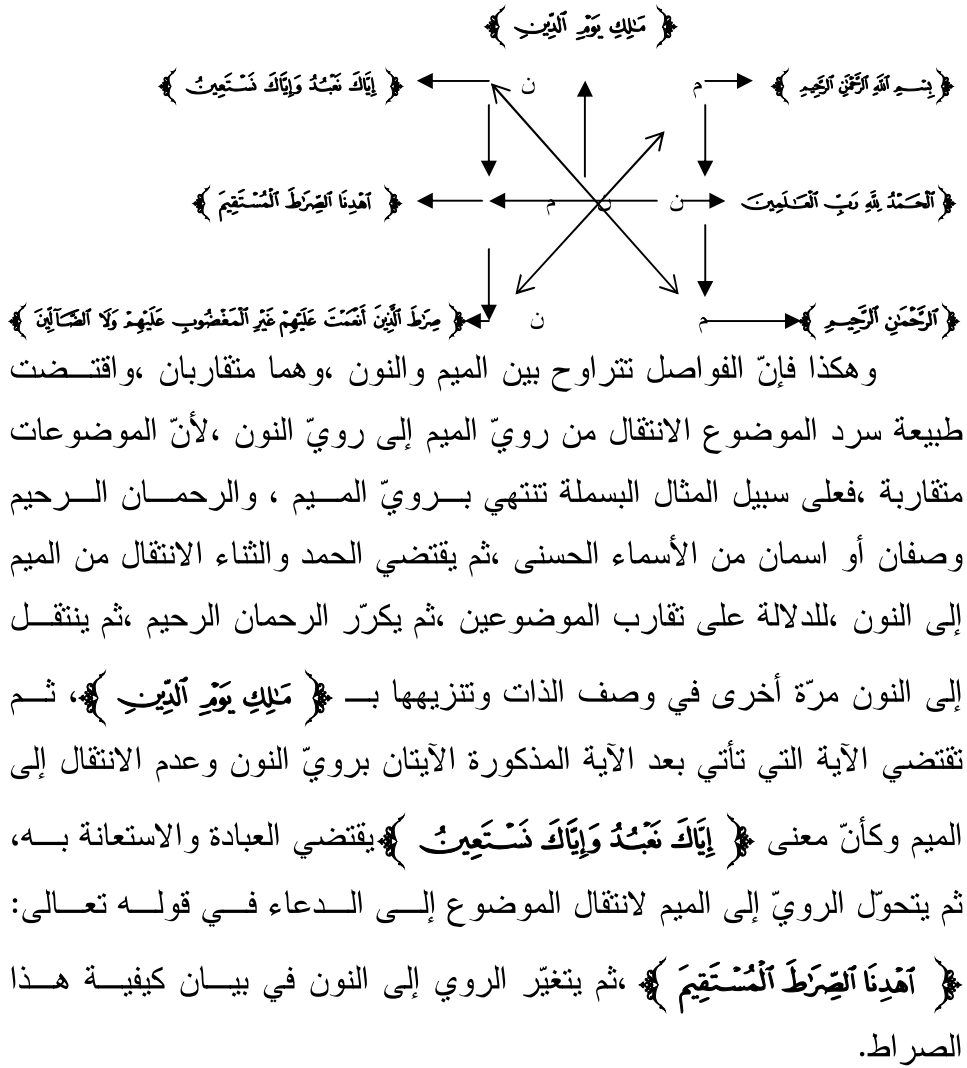 ﴿ مَٰلِكِ يَوْمِ ٱلدِّينِ ﴾
﴿ بِسْمِ ٱللَّهِ ٱلرَّحْمَٰنِ ٱلرَّحِيمِ ﴾ م ن ﴿ إِيَّاكَ نَعْبُدُ وَإِيَّاكَ نَسْتَعِينُ ﴾
﴿ ٱلْحَمْدُ لِلَّهِ رَبِّ ٱلْعَٰلَمِينَ ن ن م ﴿ ٱهْدِنَا ٱلصِّرَٰطَ ٱلْمُسْتَقِيمَ ﴾
﴿ ٱلرَّحْمَٰنِ ٱلرَّحِيمِ ﴾ م ن ﴿ صِرَٰطَ ٱلَّذِينَ أَنْعَمْتَ عَلَيْهِمْ غَيْرِ ٱلْمَغْضُوبِ عَلَيْهِمْ وَلَا ٱلضَّآلِّينَ ﴾
وهكذا فإنّ الفواصل تتراوح بين الميم والنون ،وهما متقاربان ،واقتضت
طبيعة سرد الموضوع الانتقال من رويّ الميم إلى رويّ النون ،لأنّ الموضوعات
متقاربة ،فعلى سبيل المثال البسملة تنتهي برويّ الميم ، والرحمان الرحيم
وصفان أو اسمان من الأسماء الحسنى ،ثم يقتضي الحمد والثناء الانتقال من الميم
إلى النون ،للدلالة على تقارب الموضوعين ،ثم يكرّر الرحمان الرحيم ،ثم ينتقل
إلى النون مرّة أخرى في وصف الذات وتنزيهها بـ ﴿ مَٰلِكِ يَوْمِ ٱلدِّينِ ﴾، ثم
تقتضي الآية التي تأتي بعد الآية المذكورة الآيتان برويّ النون وعدم الانتقال إلى
الميم وكأنّ معنى ﴿ إِيَّاكَ نَعْبُدُ وَإِيَّاكَ نَسْتَعِينُ ﴾يقتضي العبادة والاستعانة به،
ثم يتحوّل الرويّ إلى الميم لانتقال الموضوع إلى الدعاء في قوله تعالى:
﴿ ٱهْدِنَا ٱلصِّرَٰطَ ٱلْمُسْتَقِيمَ ﴾ ،ثم يتغيّر الروي إلى النون في بيان كيفية هذا
الصراط.